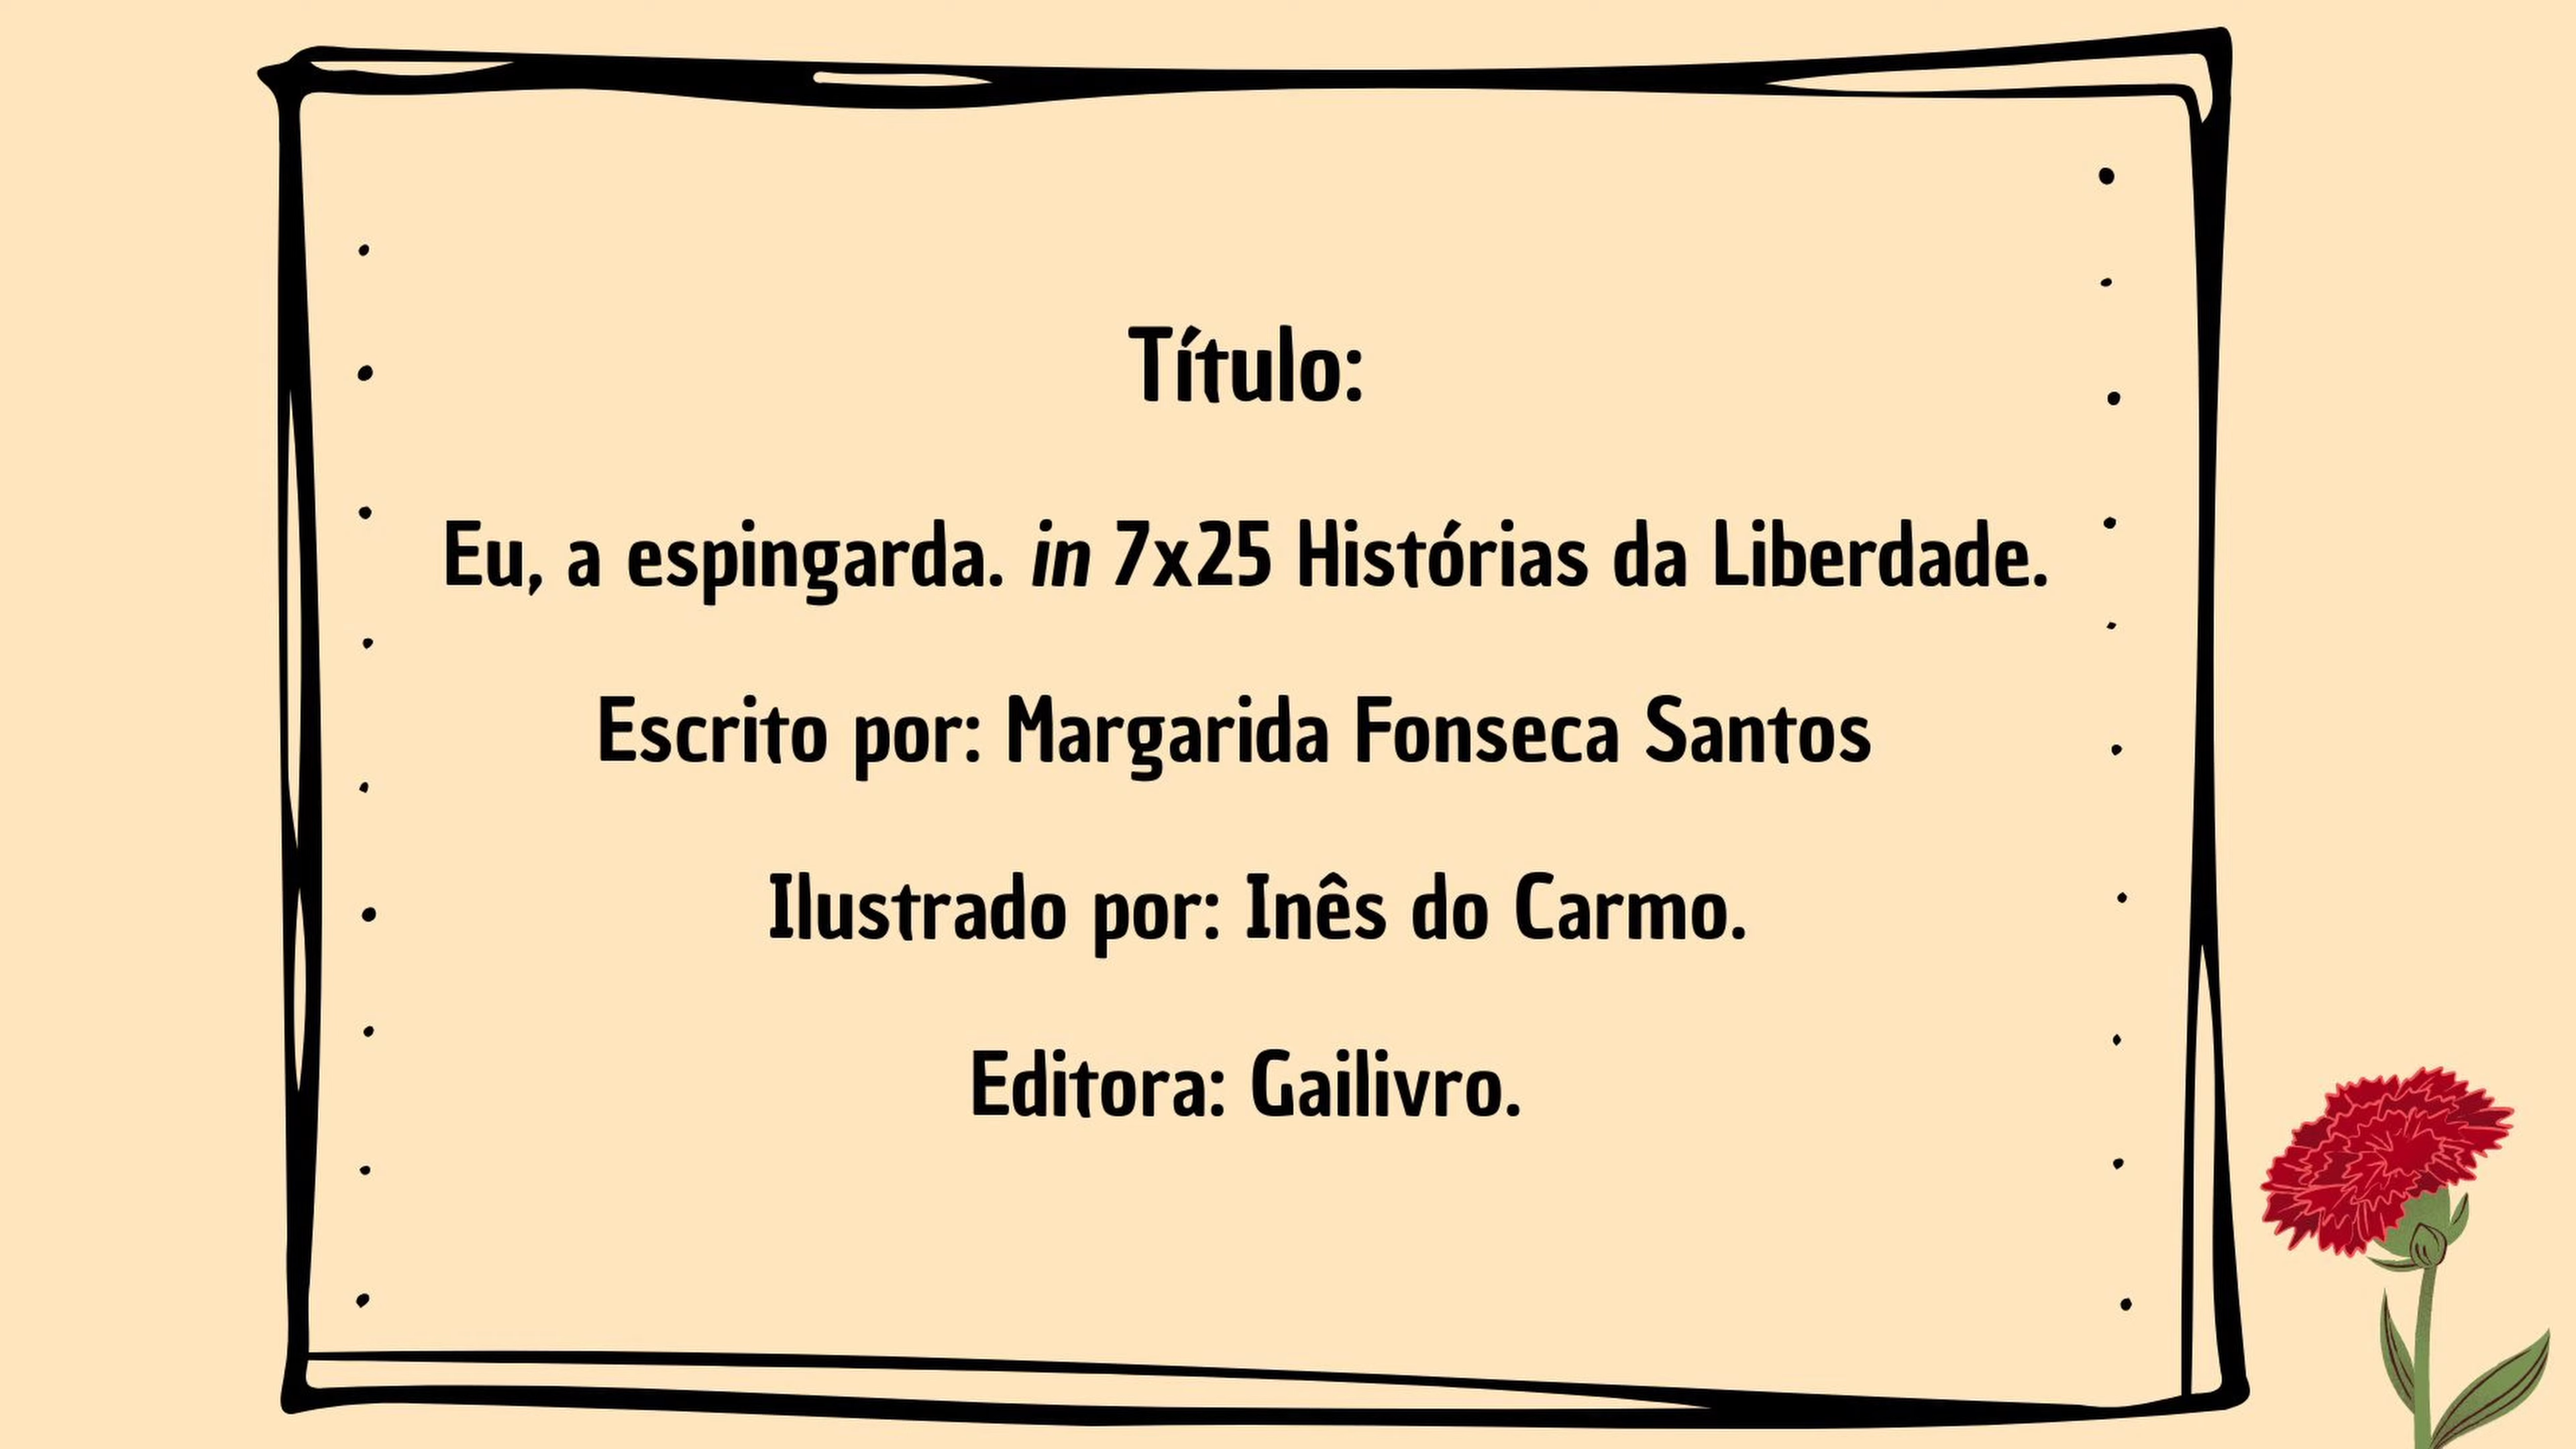 Título:
Eu, a espingarda. in 7x25 Histórias da Liberdade.
Escrito por: Margarida Fonseca Santos
Ilustrado por: Inês do Carmo.
Editora: Gailivro.